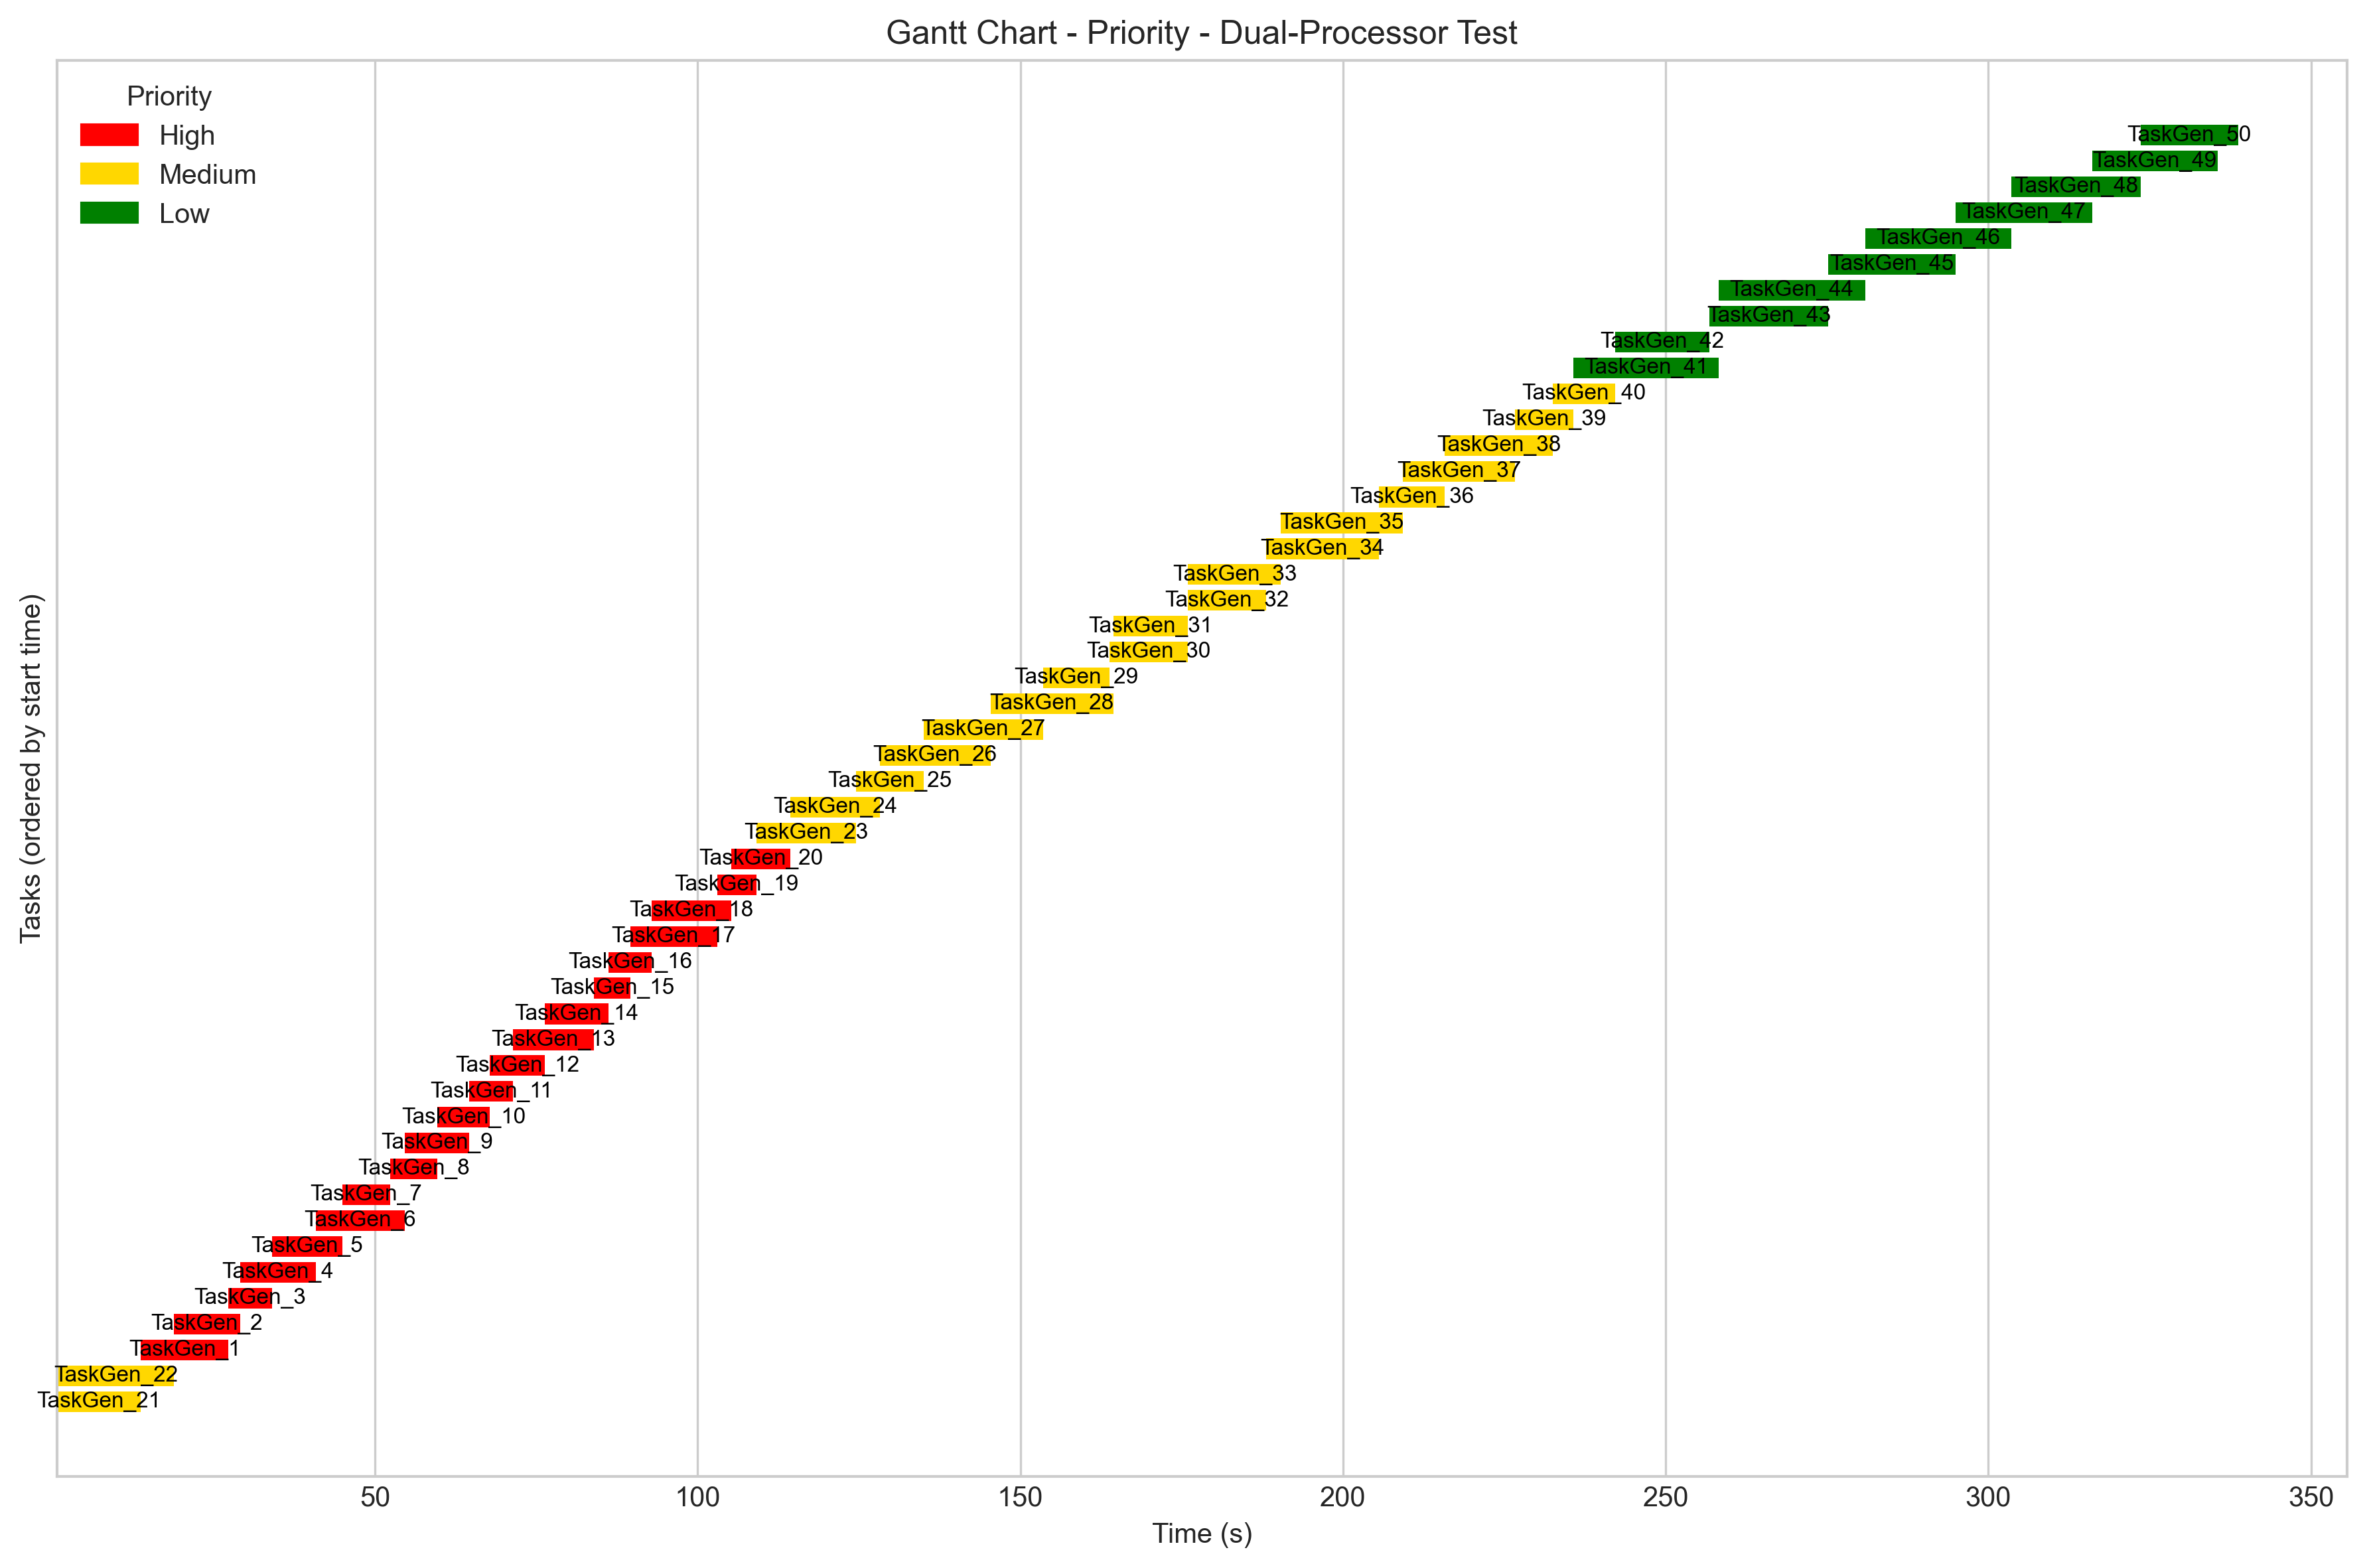 Gantt Chart - Priority - Dual-Processor Test
Priority
High
Medium
Low
TaskGen_50
TaskGen_49
TaskGen_48
TaskGen_47
TaskGen_46
TaskGen_45
TaskGen_44
TaskGen_43
TaskGen_42
TaskGen_41
TaskGen_40
TaskGen_39
TaskGen_38
TaskGen_37
TaskGen_36
TaskGen_35
TaskGen_34
TaskGen_33
TaskGen_32
TaskGen_31
TaskGen_30
TaskGen_29
TaskGen_28
TaskGen_27
TaskGen_26
TaskGen_25
TaskGen_24
TaskGen_23
TaskGen_20
TaskGen_19
TaskGen_18
TaskGen_17
TaskGen_16
TaskGen_15
TaskGen_14
TaskGen_13
TaskGen_12
TaskGen_11
TaskGen_10
TaskGen_9
TaskGen_8
TaskGen_7
TaskGen_6
TaskGen_5
TaskGen_4
TaskGen_3
TaskGen_2
TaskGen_1
TaskGen_22
TaskGen_21
Tasks (ordered by start time)
50 100 150 200 250 300 350
Time (s)